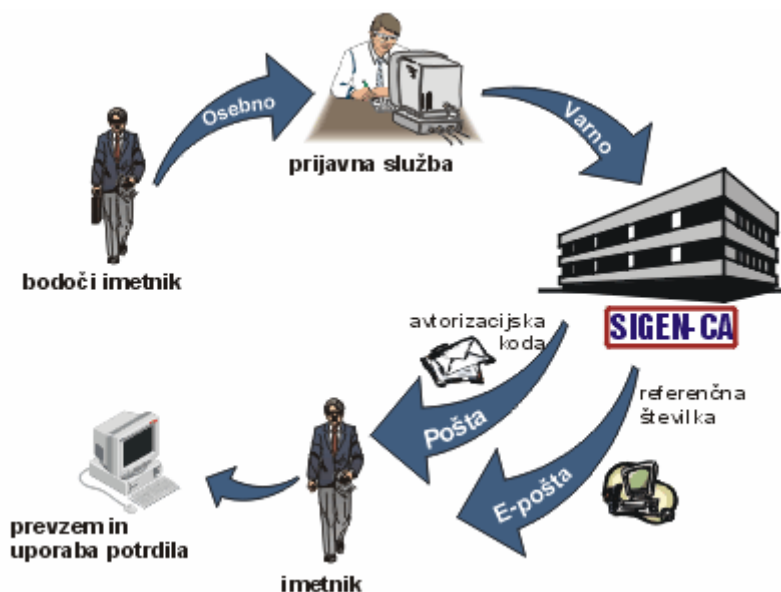 Osebno
prijavna služba
Varno
bodoči imetnik
SIGEN-CA
avtorizacijska
koda
Pošta
referenčna
številka
E-pošta
prevzem in
uporaba potrdila
imetnik